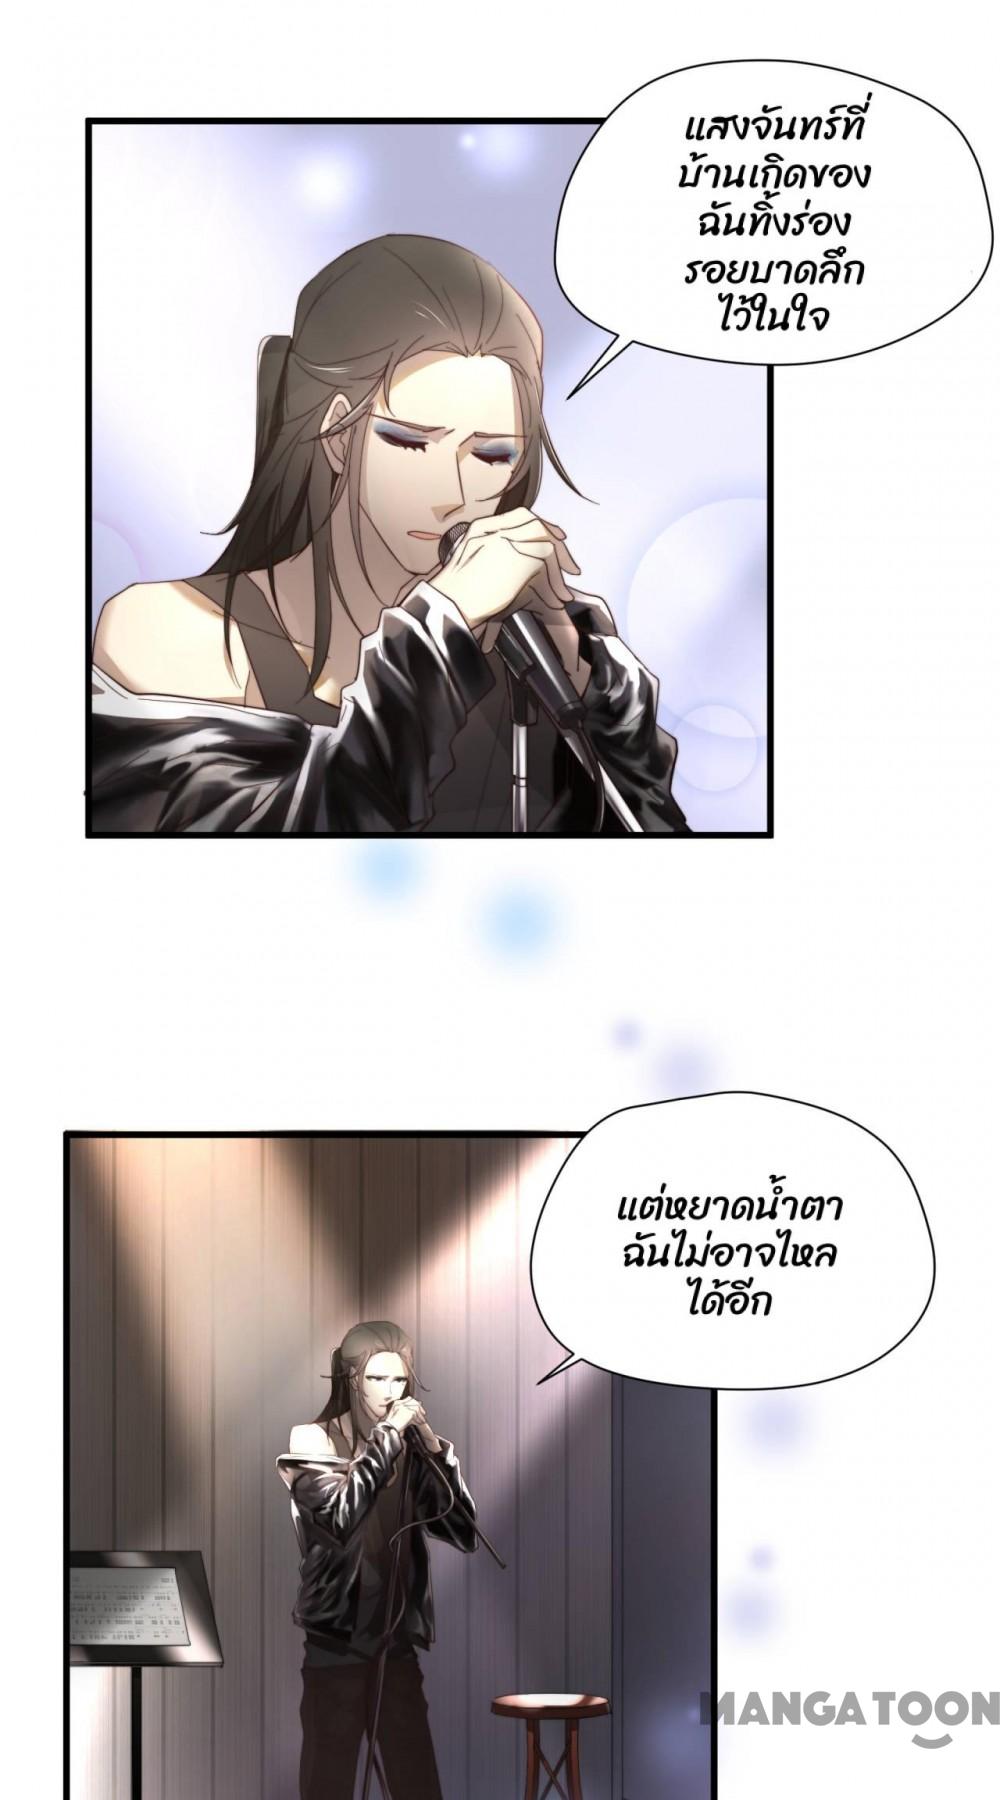 แสงจันทร์ที่
บ้านเกิดของ
ฉันทิ้งร่อง
รอยบาดลึก
ไว้ในใจ
แต่หยาดน้ำตา
ฉันไม่อาจไหล
ได้อีก
MANGATOON